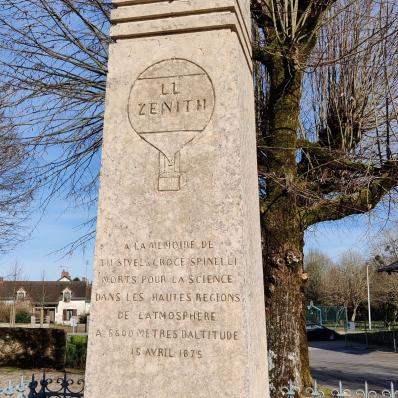 LE
ZENITH
A LA MEMOIRE DE
TH.SIVEL & CROCÉ SPINELLI
MORTS POUR LA SCIENCE
DANS LES HAUTES REGIONS
DE L'ATMOSPHERE
A 8600 METRES D'ALTITUDE
15 AVRIL 1875